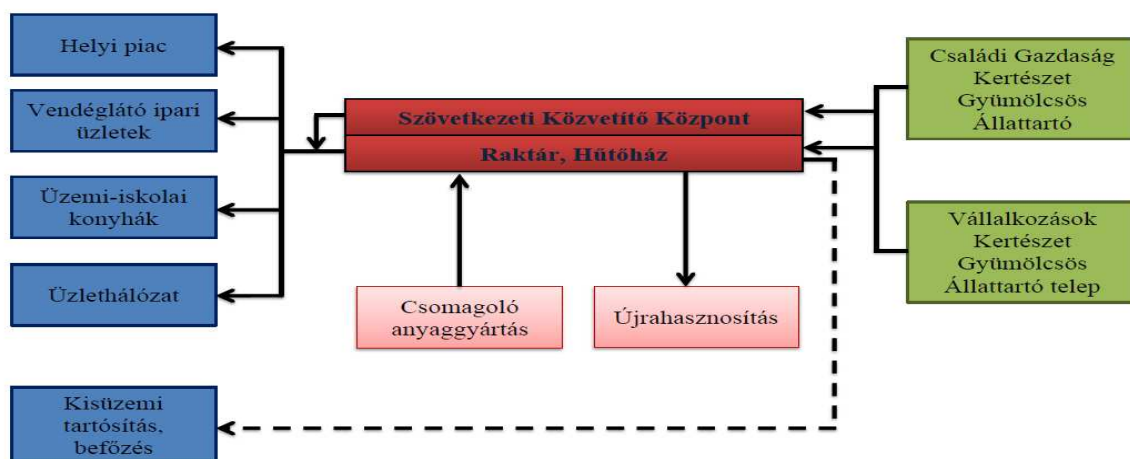 Helyi piac
Vendéglátó ipari
üzletek
Üzemi-iskolai
konyhák
Üzlethálózat
Kisüzemi
tartósítás,
befőzés
Szövetkezeti Közvetítő Központ
Raktár, Hűtőház
Csomagoló
anyaggyártás
Újrahasznosítás
Családi Gazdaság
Kertészet
Gyümölcsös
Állattartó
Vállalkozások
Kertészet
Gyümölcsös
Állattartó telep